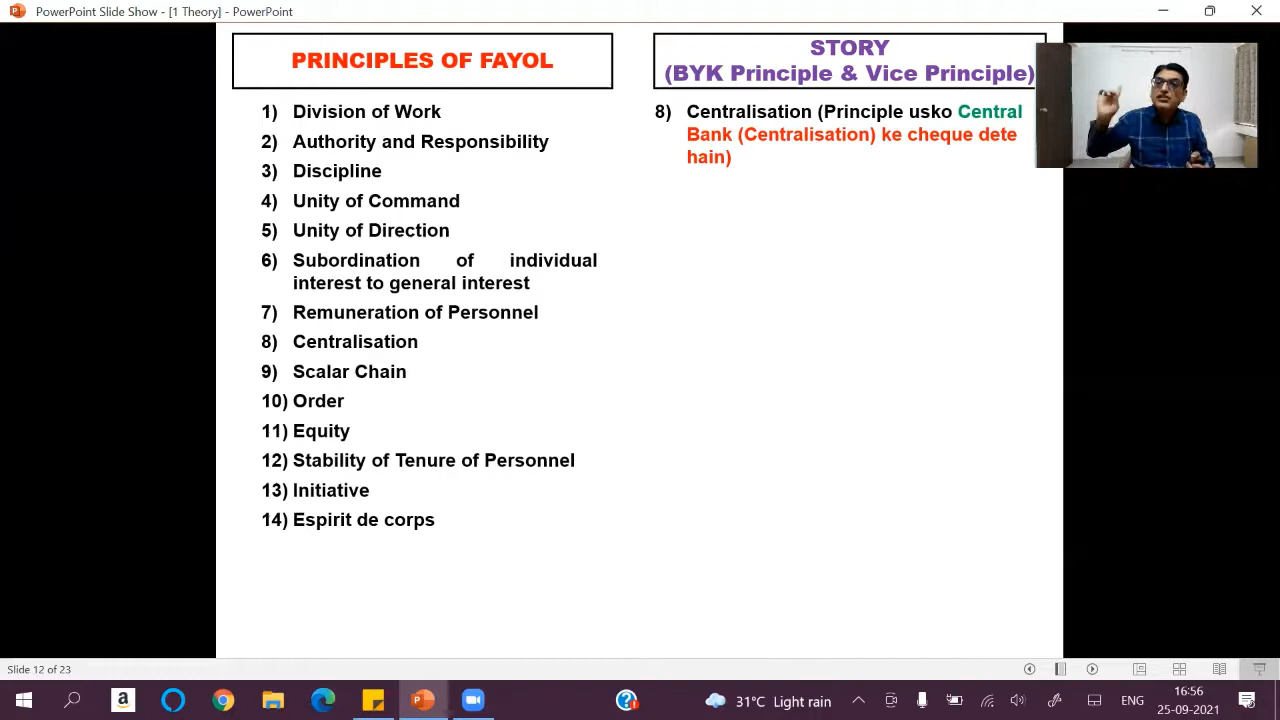 PowerPoint Slide Show - [1 Theory] - PowerPoint
PRINCIPLES OF FAYOL
1) Division of Work
2) Authority and Responsibility
3) Discipline
4) Unity of Command
5) Unity of Direction
6) Subordination of individual
interest to general interest
7) Remuneration of Personnel
8) Centralisation
9) Scalar Chain
10) Order
11) Equity
12) Stability of Tenure of Personnel
13) Initiative
14) Espirit de corps
STORY
(BYK Principle & Vice Principle)
8) Centralisation (Principle usko Central
Bank (Centralisation) ke cheque dete
hain)
Slide 12 of 23
31°C Light rain
ENG
16:56
25-09-2021